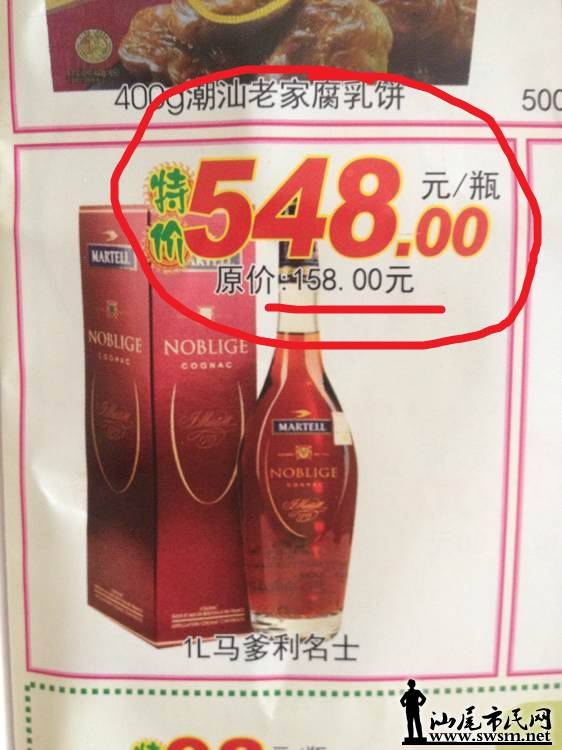 400g潮汕老家腐乳饼
500
特价 548.00 元/瓶
原价:158.00元
MARTELL
NOBLIGE
COGNAC
NOBLIGE
COGNAC
MARTELL
NOBLIGE
COGNAC
1L马爹利名士
汕尾市民网
www.swsm.net